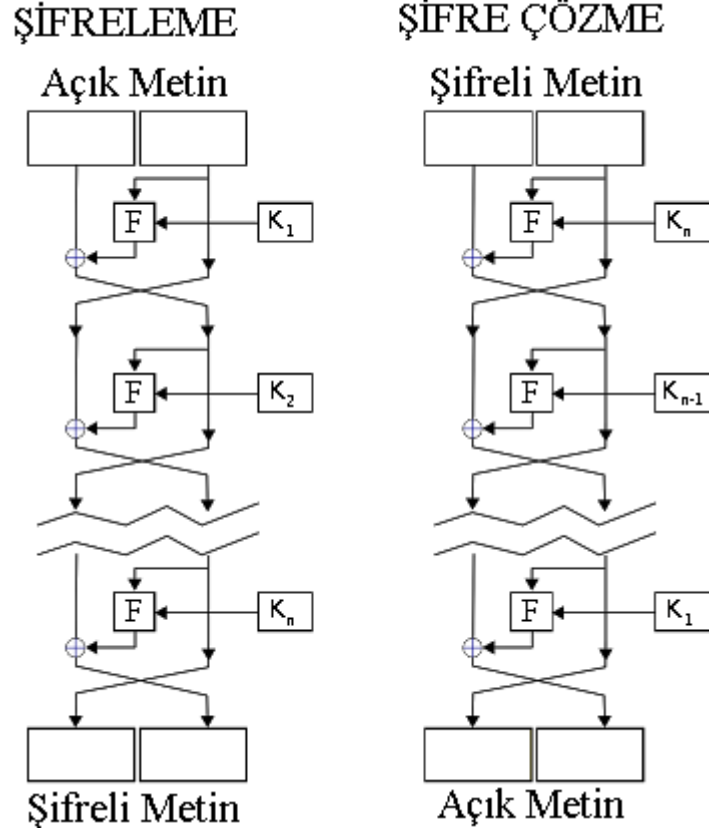 ŞİFRELEME
Açık Metin
F
K₁
F
K₂
F
Kₙ
Şifreli Metin
ŞİFRE ÇÖZME
Şifreli Metin
F
Kₙ
F
Kₙ₋₁
F
K₁
Açık Metin